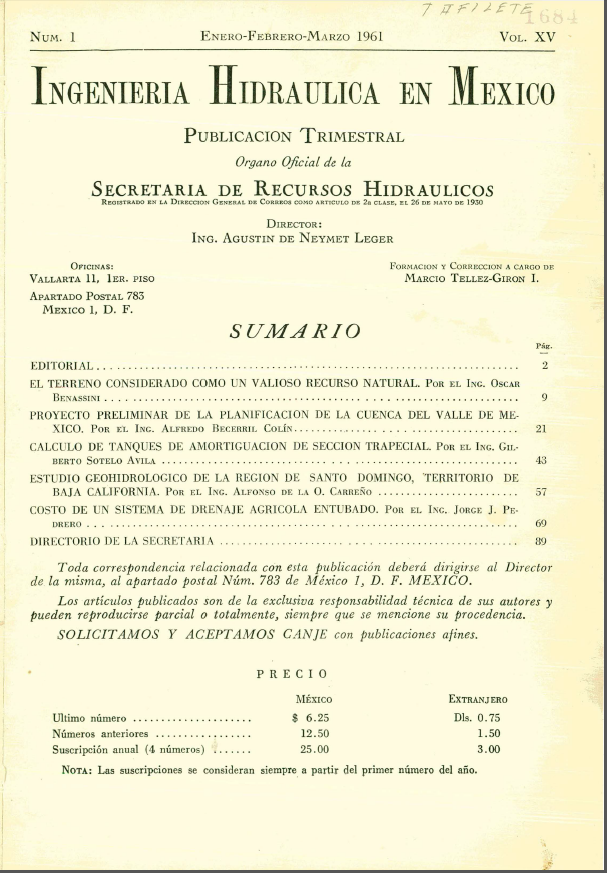 7 AFILETE
1684
NUM. 1 ENERO-FEBRERO-MARZO 1961 VOL. XV
INGENIERIA HIDRAULICA EN MEXICO
PUBLICACION TRIMESTRAL
Organo Oficial de la
SECRETARIA DE RECURSOS HIDRAULICOS
REGISTRADO EN LA DIRECCION GENERAL DE CORREOS COMO ARTICULO DE 2a CLASE, EL 26 DE MAYO DE 1930
DIRECTOR:
ING. AGUSTIN DE NEYMET LEGER
OFICINAS:
VALLARTA 11, 1ER. PISO
APARTADO POSTAL 783
MEXICO 1, D. F.
FORMACION Y CORRECCION A CARGO DE
MARCIO TELLEZ-GIRON I.
SUMARIO
Pág.
EDITORIAL ........ 2
EL TERRENO CONSIDERADO COMO UN VALIOSO RECURSO NATURAL. POR EL ING. OSCAR
BENASSINI ........ 9
PROYECTO PRELIMINAR DE LA PLANIFICACION DE LA CUENCA DEL VALLE DE ME-
XICO. POR EL ING. ALFREDO BECERRIL COLÍN ........ 21
CALCULO DE TANQUES DE AMORTIGUACION DE SECCION TRAPECIAL. POR EL ING. GIL-
BERTO SOTELO AVILA ........ 43
ESTUDIO GEOHIDROLOGICO DE LA REGION DE SANTO DOMINGO, TERRITORIO DE
BAJA CALIFORNIA. POR EL ING. ALFONSO DE LA O. CARREÑO ........ 57
COSTO DE UN SISTEMA DE DRENAJE AGRICOLA ENTUBADO. POR EL ING. JORGE J. PE-
DRERO ........ 69
DIRECTORIO DE LA SECRETARIA ........ 89
Toda correspondencia relacionada con esta publicación deberá dirigirse al Director
de la misma, al apartado postal Núm. 783 de México 1, D. F. MEXICO.
Los artículos publicados son de la exclusiva responsabilidad técnica de sus autores y
pueden reproducirse parcial o totalmente, siempre que se mencione su procedencia.
SOLICITAMOS Y ACEPTAMOS CANJE con publicaciones afines.
PRECIO
MÉXICO EXTRANJERO
Ultimo número ........ $ 6.25 Dls. 0.75
Números anteriores ........ 12.50 1.50
Suscripción anual (4 números) ....... 25.00 3.00
NOTA: Las suscripciones se consideran siempre a partir del primer número del año.